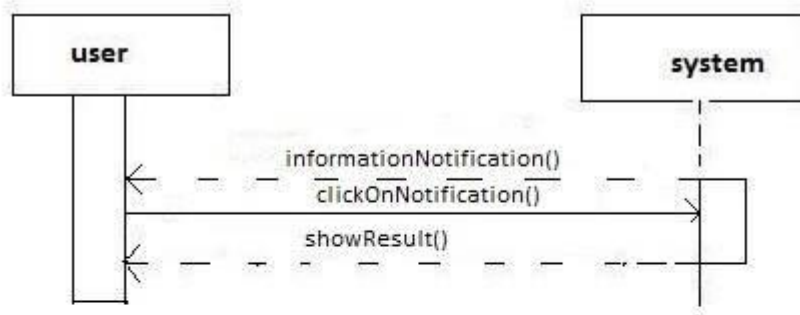 user
system
informationNotification()
clickOnNotification()
showResult()